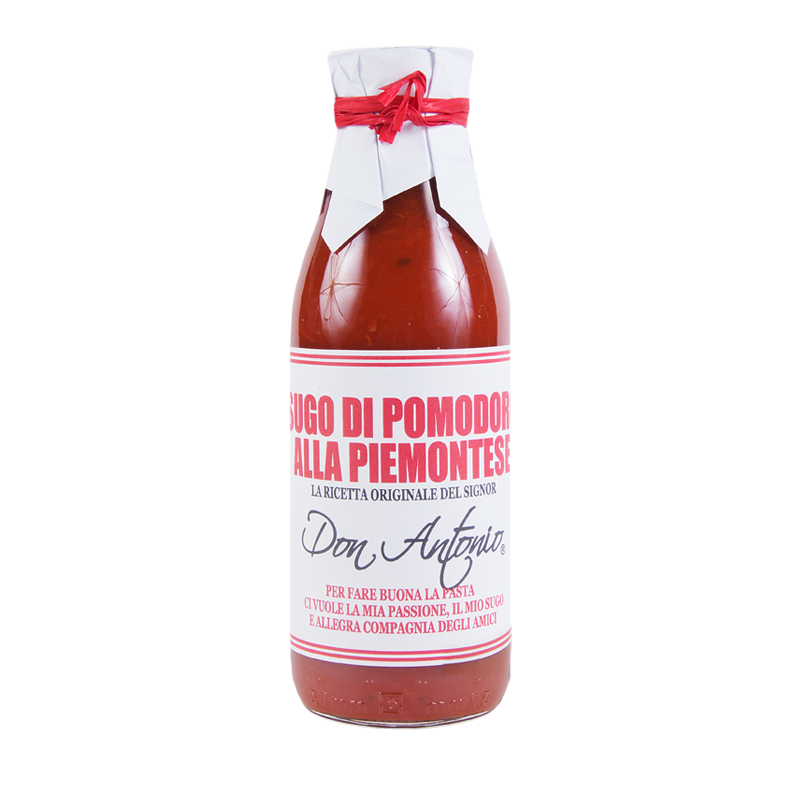 SUGO DI POMODOR
ALLA PIEMONTESE
LA RICETTA ORIGINALE DEL SIGNOR
Don Antonio®
PER FARE BUONA LA PASTA
CI VUOLE LA MIA PASSIONE, IL MIO SUGO
E ALLEGRA COMPAGNIA DEGLI AMICI